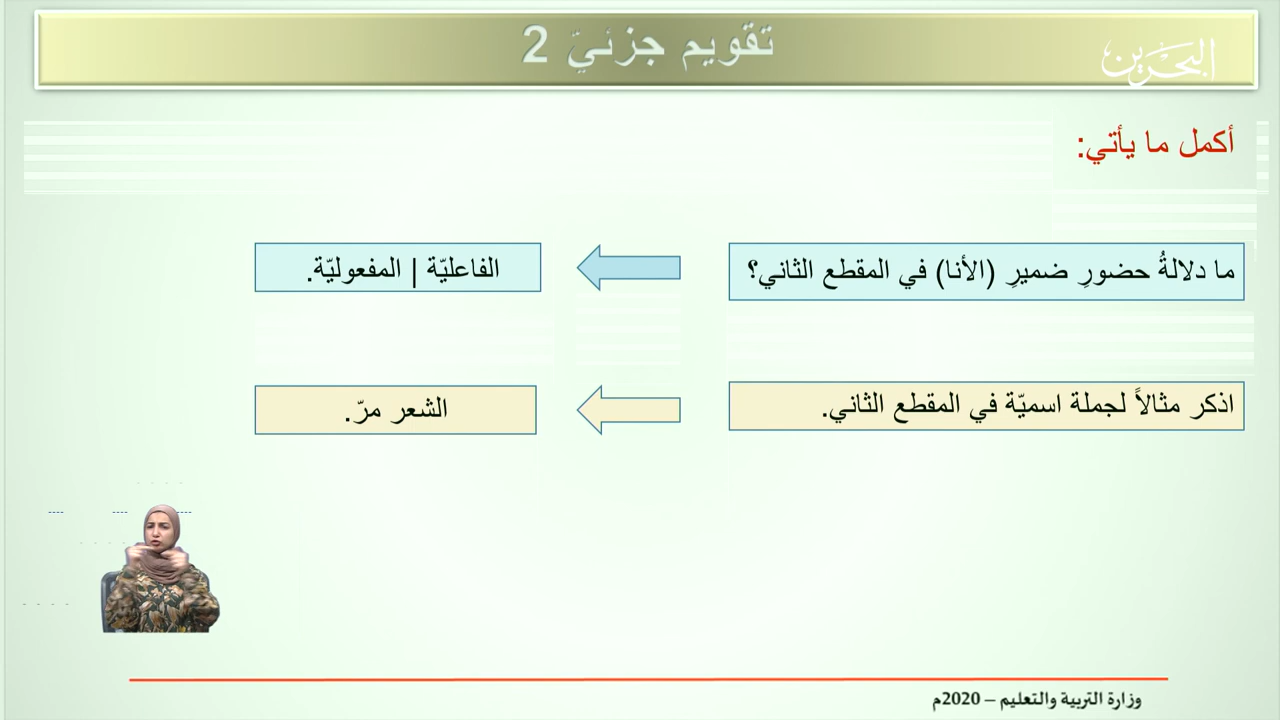 تقويم جزئيّ 2
البحرين
أكمل ما يأتي:
ما دلالةُ حضورِ ضميرِ (الأنا) في المقطع الثاني؟
الفاعليّة | المفعوليّة.
اذكر مثالاً لجملة اسميّة في المقطع الثاني.
الشعر مرّ.
وزارة التربية والتعليم – 2020م